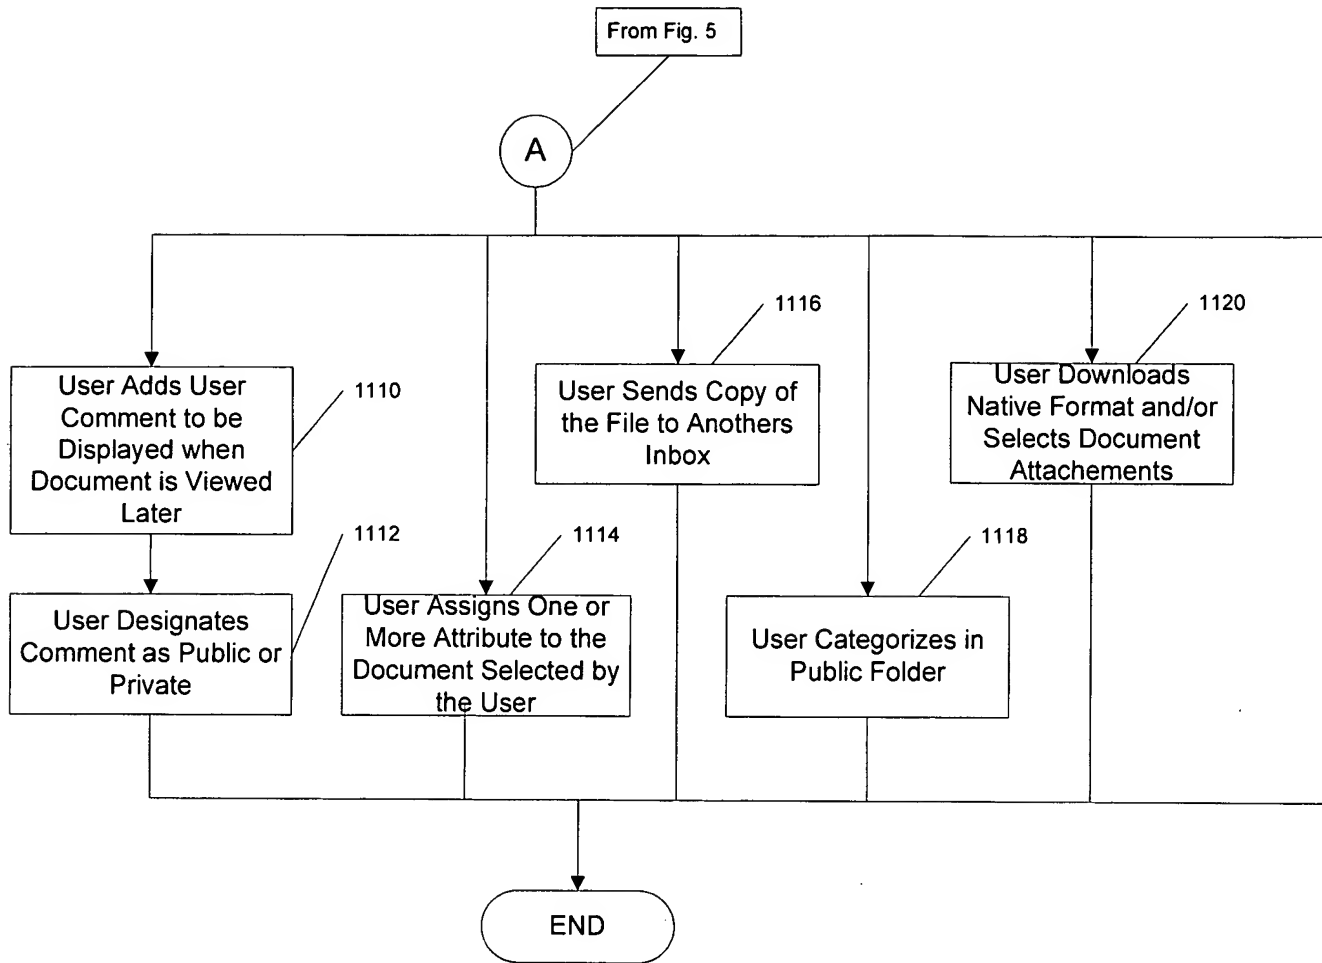 From Fig. 5
A
1116
1120
User Adds User
Comment to be
Displayed when
Document is Viewed
Later
1110
User Sends Copy of
the File to Anothers
Inbox
User Downloads
Native Format and/or
Selects Document
Attachements
1112
1114
1118
User Designates
Comment as Public or
Private
User Assigns One or
More Attribute to the
Document Selected by
the User
User Categorizes in
Public Folder
END